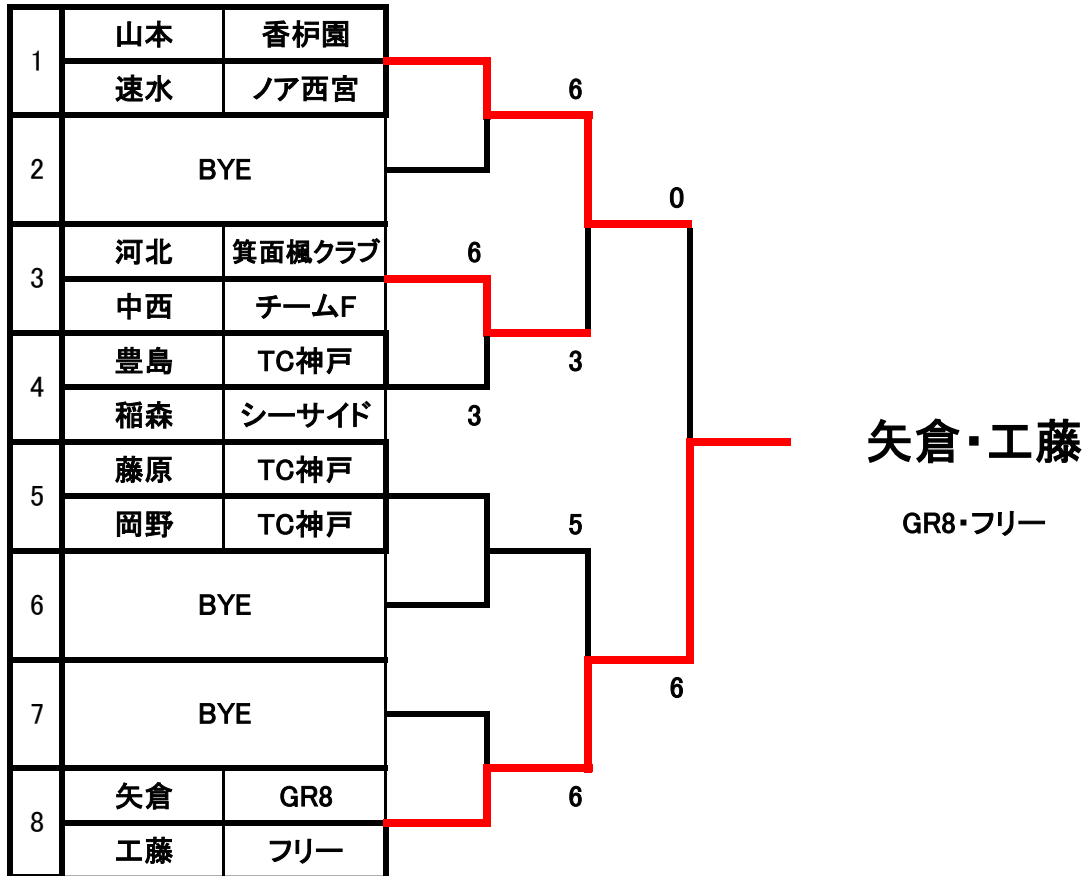 1 山本 香枦園
速水 ノア西宮
2 BYE
3 河北 箕面楓クラブ
中西 チームF
4 豊島 TC神戸
稲森 シーサイド
5 藤原 TC神戸
岡野 TC神戸
6 BYE
7 BYE
8 矢倉 GR8
工藤 フリー
6
3
6
3
5
6
0
6
矢倉・工藤
GR8・フリー